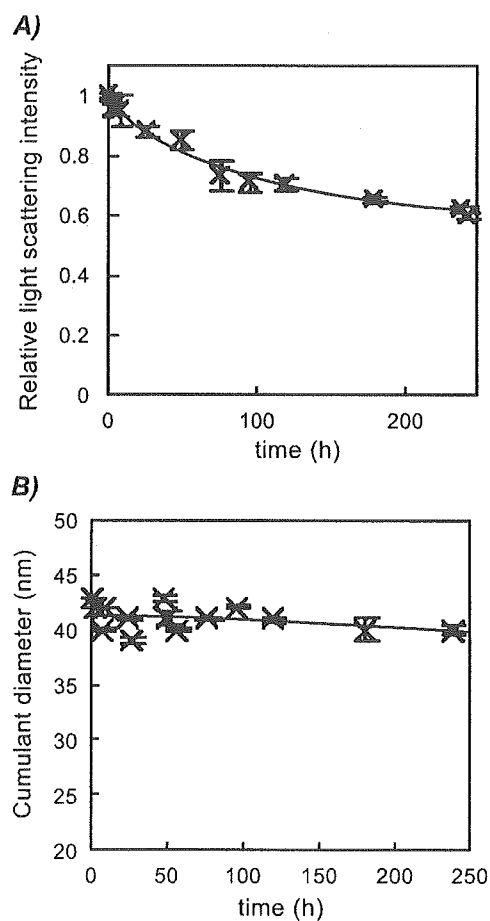 A)
Relative light scattering intensity
1
0.8
0.6
0.4
0.2
0
0 100 200
time (h)
B)
Cumulant diameter (nm)
50
45
40
35
30
25
20
0 50 100 150 200 250
time (h)